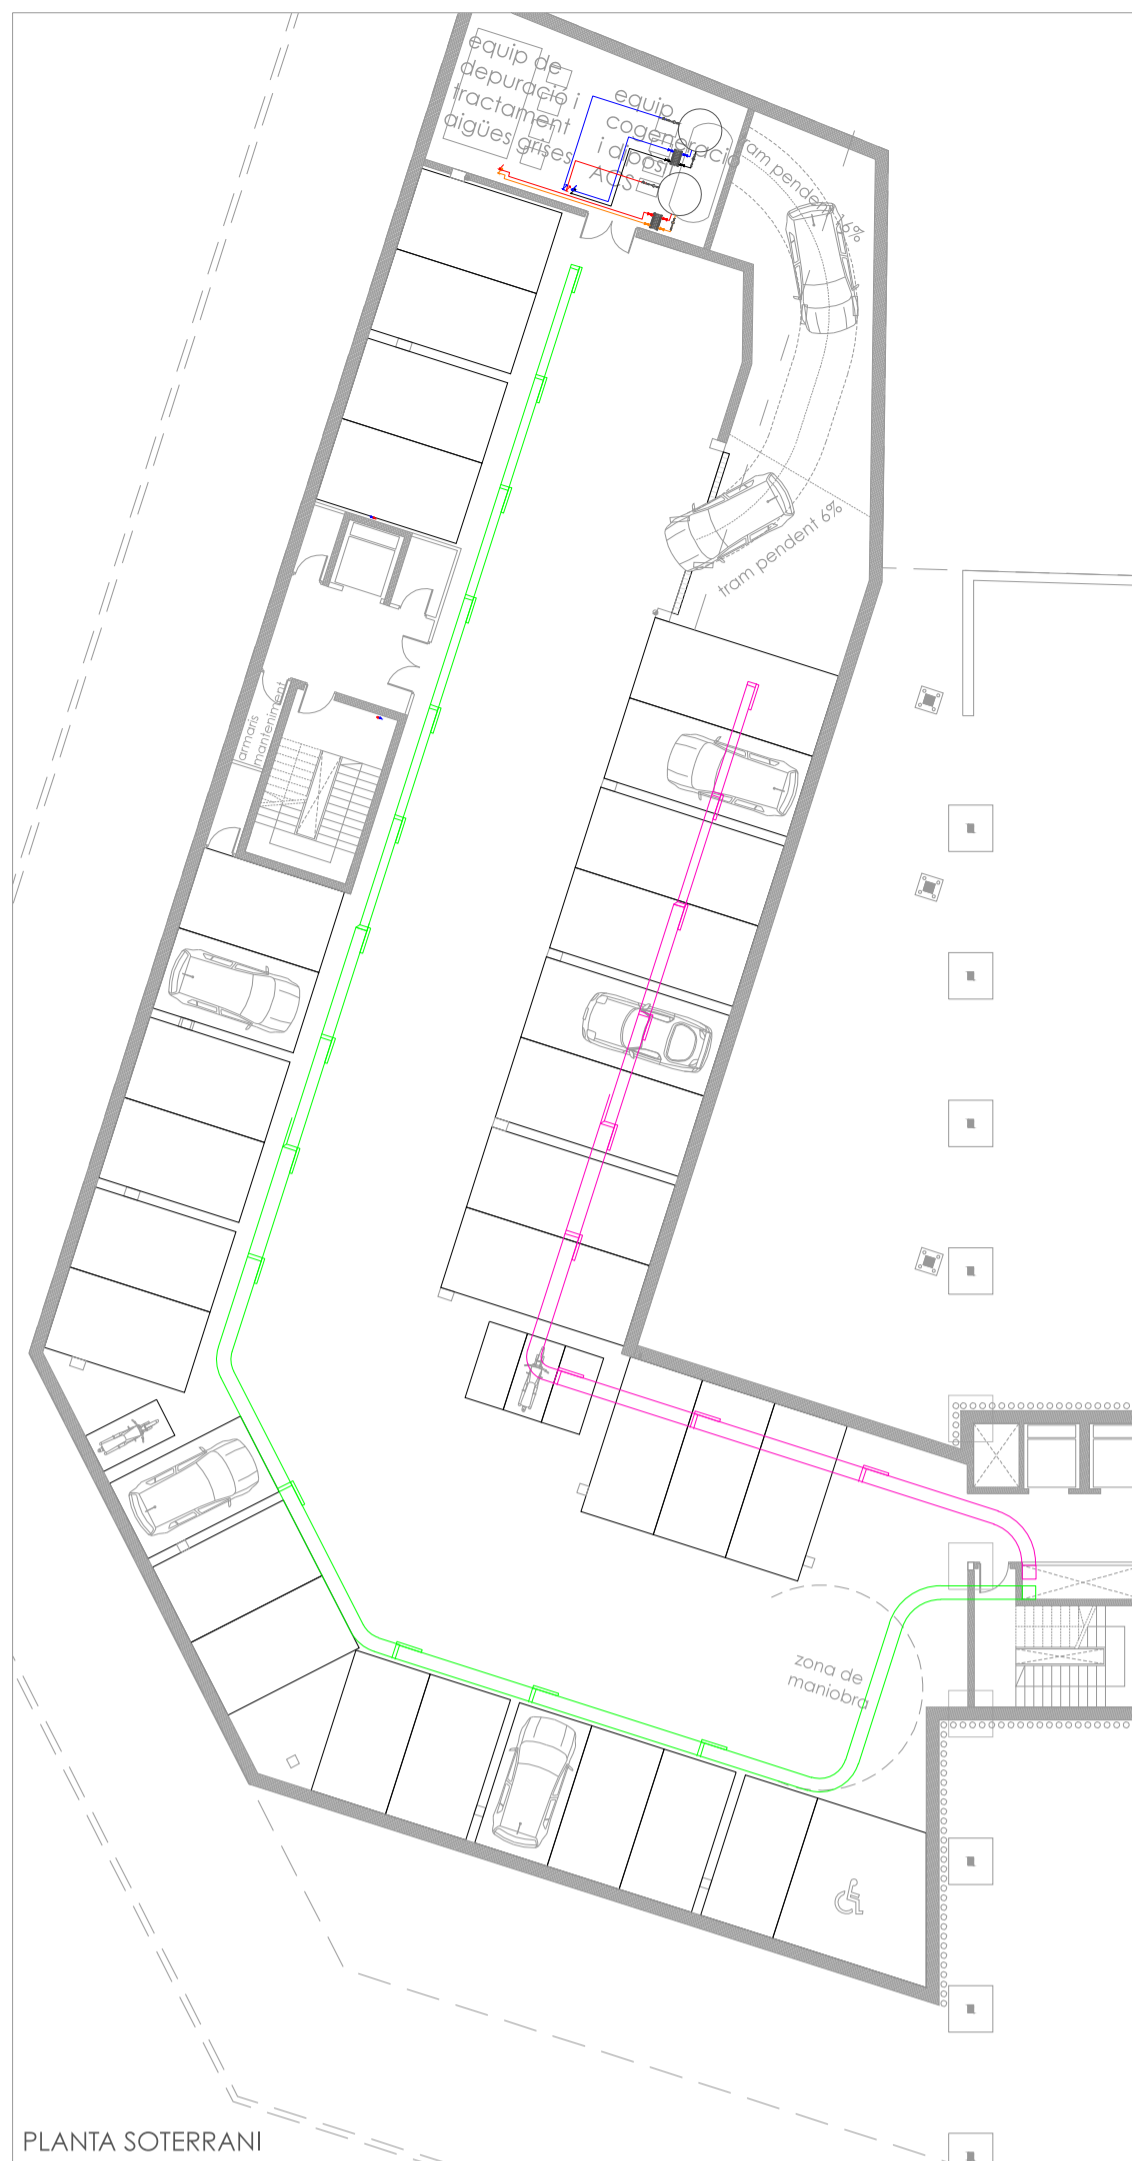 equip de
depuració i
tractament
aigües grises
equip
cogeneració
i dipòsit
ACS
tram pendent 16%
tram pendent 6%
armaris
manteniment
zona de
maniobra
PLANTA SOTERRANI